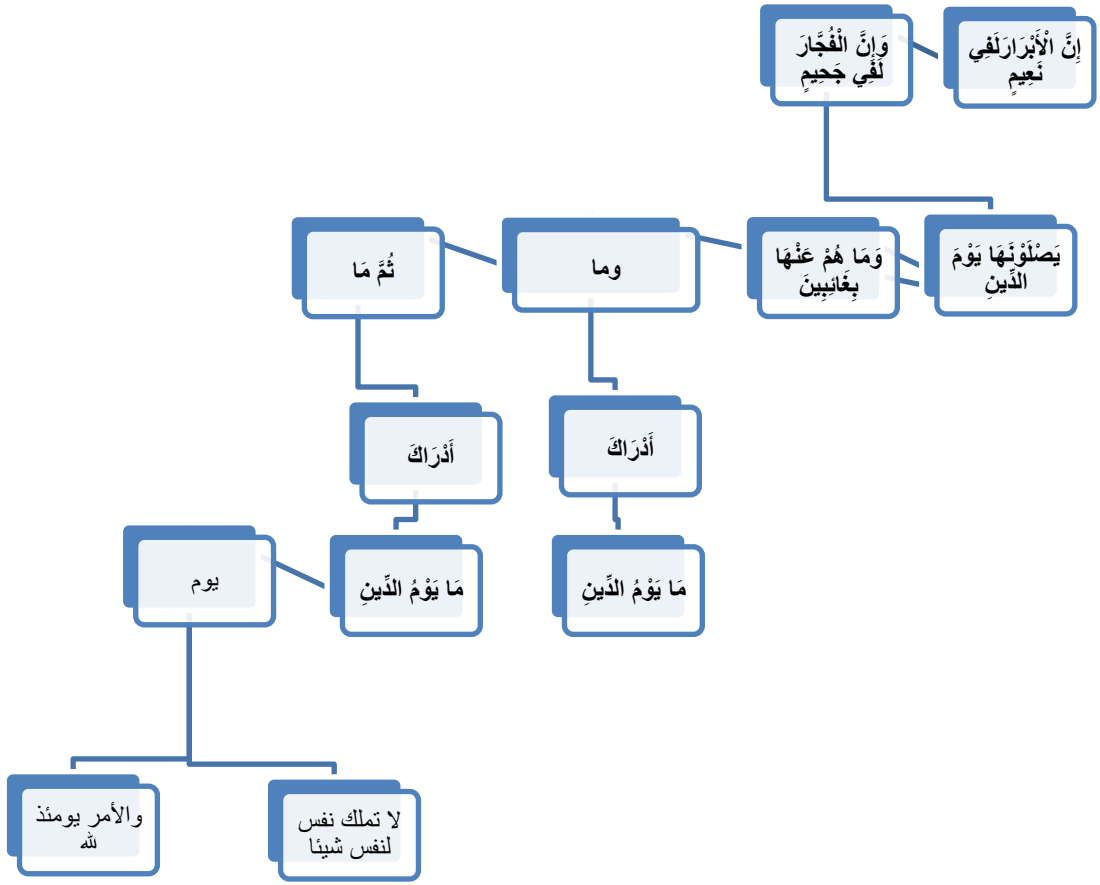 إِنَّ الْأَبْرَارَلَفِي
نَعِيمٍ
وَإِنَّ الْفُجَّارَ
لَفِي جَحِيمٍ
يَصْلَوْنَهَا يَوْمَ
الدِّينِ
وَمَا هُمْ عَنْهَا
بِغَائِبِينَ
وما
ثُمَّ مَا
أَدْرَاكَ
أَدْرَاكَ
مَا يَوْمُ الدِّينِ
مَا يَوْمُ الدِّينِ
يوم
لا تملك نفس
لنفس شيئا
والأمر يومئذ
لله